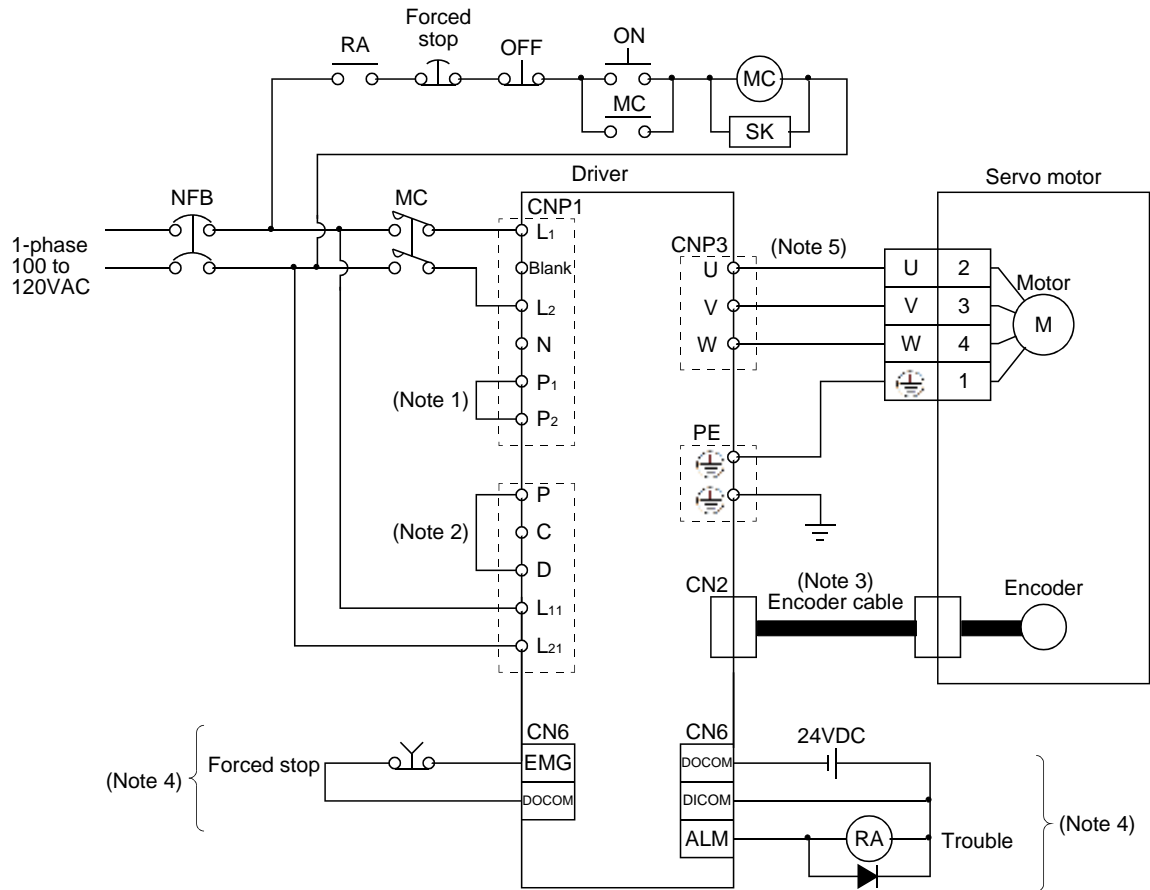 Forced
stop
RA
OFF
ON
MC
MC
SK
Driver
Servo motor
NFB
MC
CNP1
1-phase
100 to
120VAC
L1
Blank
L2
N
P1
P2
(Note 1)
CNP3
U
V
W
(Note 5)
U 2
V 3
W 4
1
Motor
M
PE
P
C
D
L11
L21
(Note 2)
CN2
(Note 3)
Encoder cable
Encoder
CN6
EMG
DOCOM
(Note 4)
Forced stop
CN6
DOCOM
DICOM
ALM
24VDC
RA
Trouble
(Note 4)